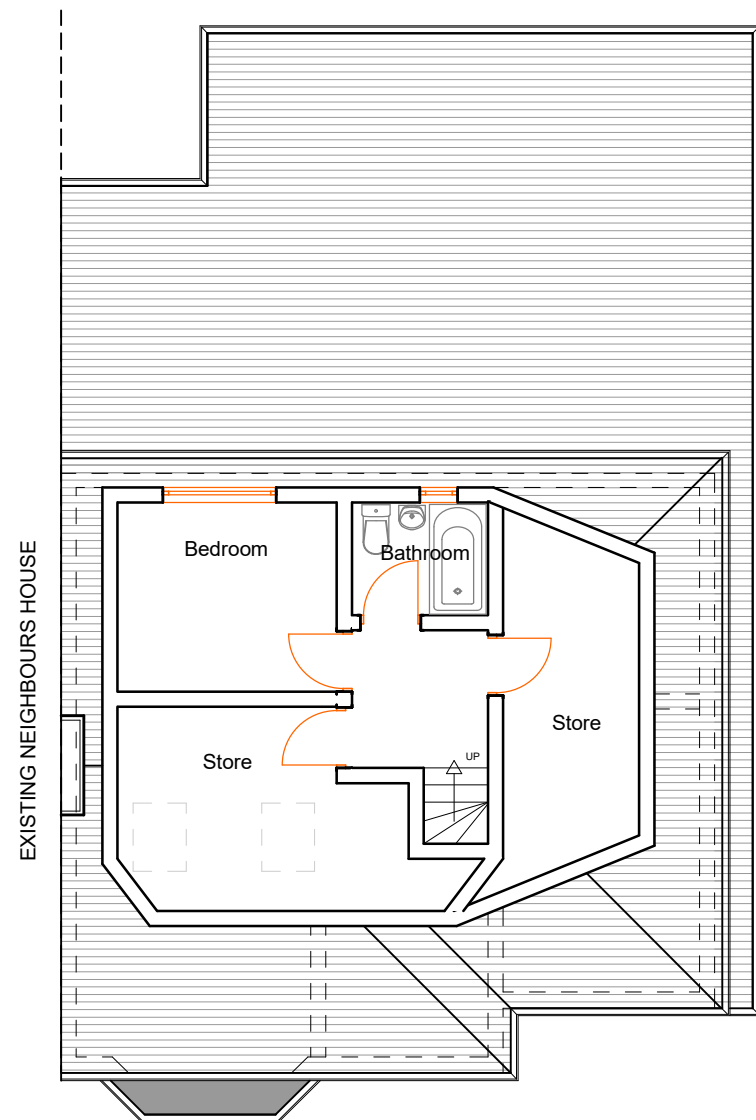 EXISTING NEIGHBOURS HOUSE
Bedroom
Bathroom
Store
Store
UP